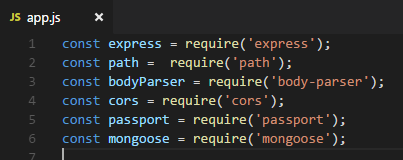 JS app.js ×
1 const express = require('express');
2 const path =  require('path');
3 const bodyParser = require('body-parser');
4 const cors = require('cors');
5 const passport = require('passport');
6 const mongoose = require('mongoose');